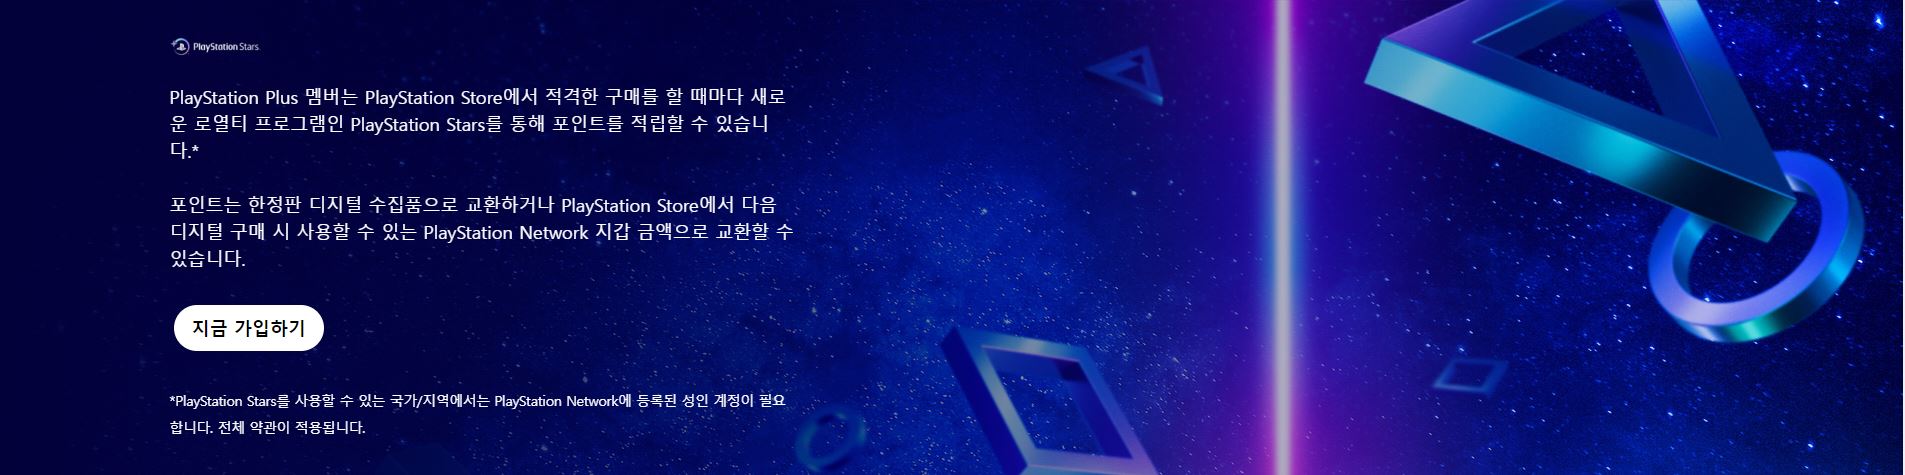 PlayStation Stars
PlayStation Plus 멤버는 PlayStation Store에서 적격한 구매를 할 때마다 새로
운 로열티 프로그램인 PlayStation Stars를 통해 포인트를 적립할 수 있습니
다.*
포인트는 한정판 디지털 수집품으로 교환하거나 PlayStation Store에서 다음
디지털 구매 시 사용할 수 있는 PlayStation Network 지갑 금액으로 교환할 수
있습니다.
지금 가입하기
*PlayStation Stars를 사용할 수 있는 국가/지역에서는 PlayStation Network에 등록된 성인 계정이 필요
합니다. 전체 약관이 적용됩니다.